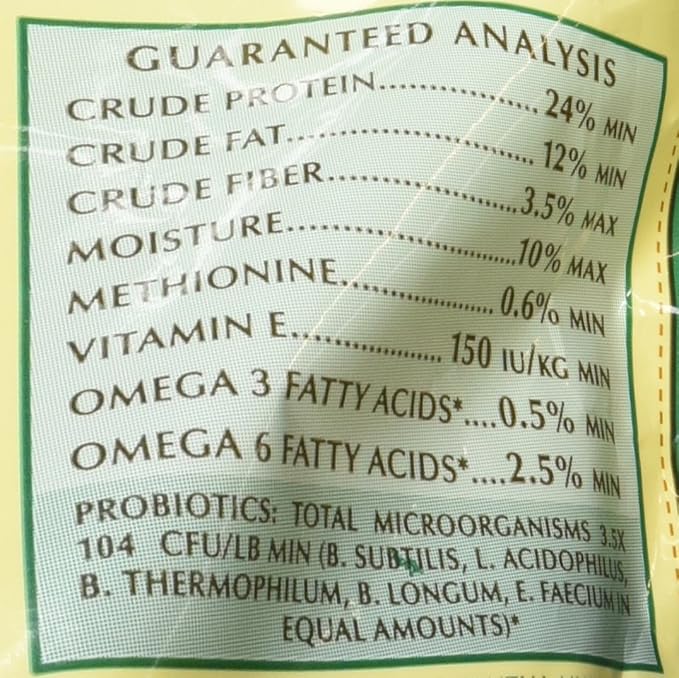 GUARANTEED ANALYSIS
CRUDE PROTEIN................... 24% MIN
CRUDE FAT........................... 12% MIN
CRUDE FIBER........................3.5% MAX
MOISTURE............................10% MAX
METHIONINE...................... 0.6% MIN
VITAMIN E..................... 150 IU/KG MIN
OMEGA 3 FATTY ACIDS*....0.5% MIN
OMEGA 6 FATTY ACIDS*....2.5% MIN
PROBIOTICS: TOTAL MICROORGANISMS 3.5X
104 CFU/LB MIN (B. SUBTILIS, L. ACIDOPHILUS,
B. THERMOPHILUM, B. LONGUM, E. FAECIUM IN
EQUAL AMOUNTS)*